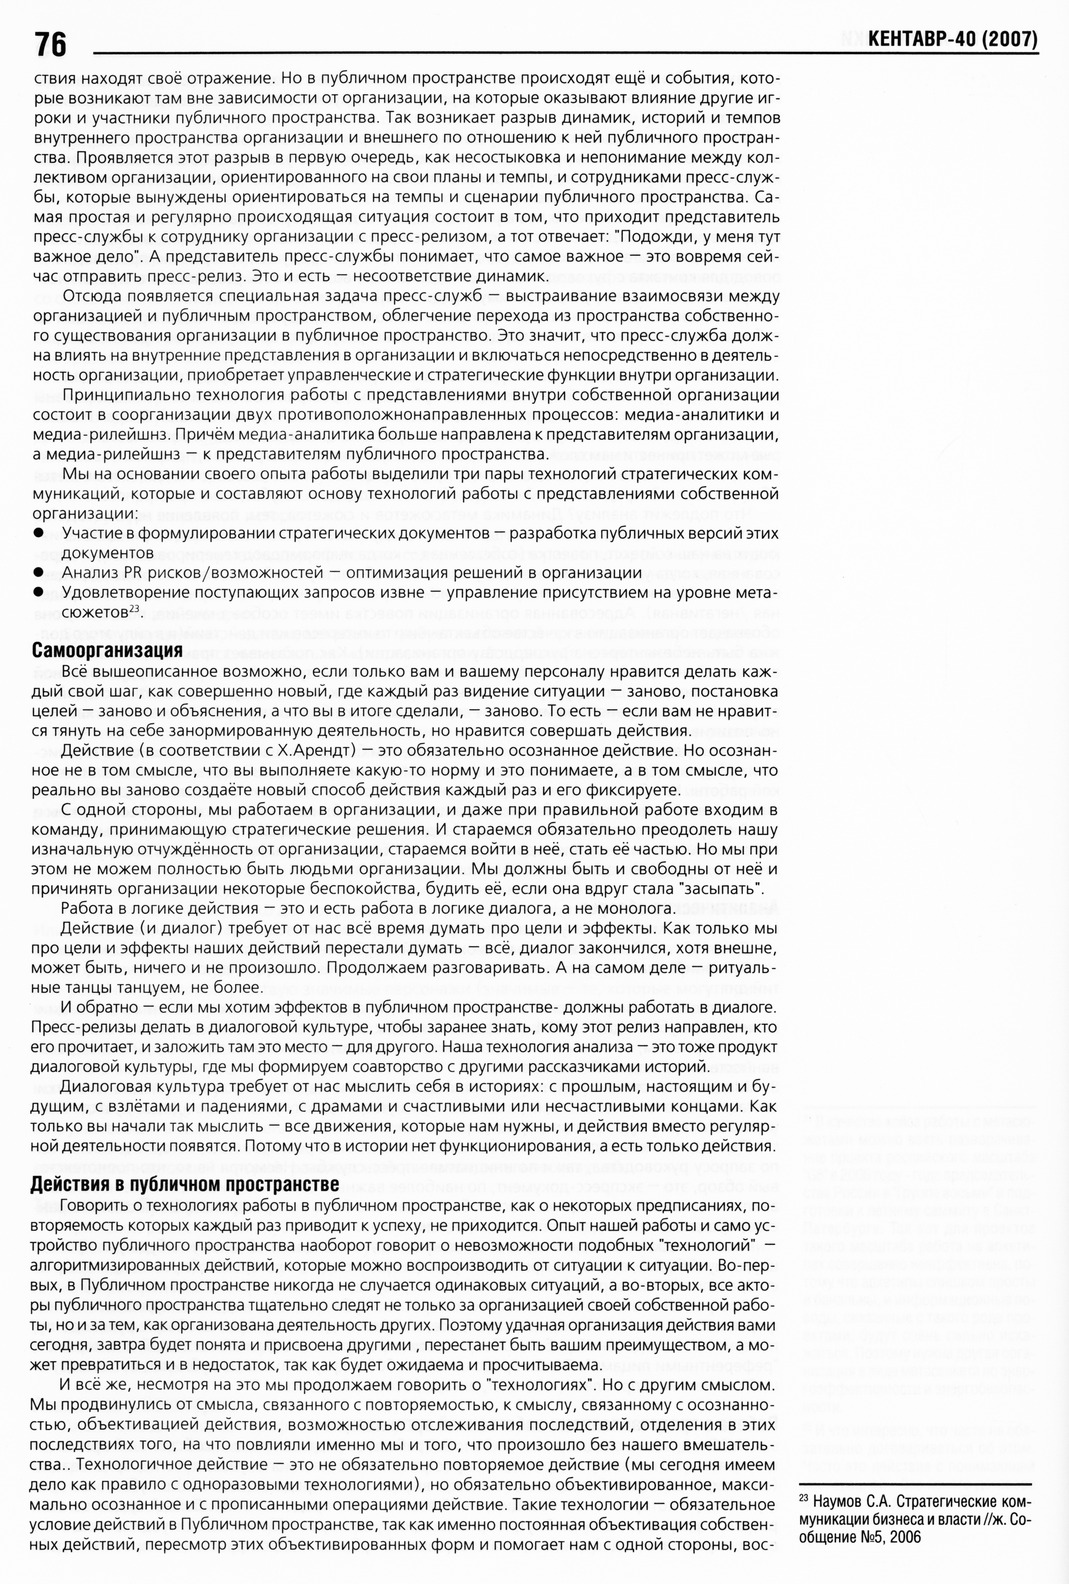 76
КЕНТАВР-40 (2007)
ствия находят своё отражение. Но в публичном пространстве происходят ещё и события, кото-
рые возникают там вне зависимости от организации, на которые оказывают влияние другие иг-
роки и участники публичного пространства. Так возникает разрыв динамик, историй и темпов
внутреннего пространства организации и внешнего по отношению к ней публичного простран-
ства. Проявляется этот разрыв в первую очередь, как несостыковка и непонимание между кол-
лективом организации, ориентированного на свои планы и темпы, и сотрудниками пресс-служ-
бы, которые вынуждены ориентироваться на темпы и сценарии публичного пространства. Са-
мая простая и регулярно происходящая ситуация состоит в том, что приходит представитель
пресс-службы к сотруднику организации с пресс-релизом, а тот отвечает: "Подожди, у меня тут
важное дело". А представитель пресс-службы понимает, что самое важное — это вовремя сей-
час отправить пресс-релиз. Это и есть — несоответствие динамик.
Отсюда появляется специальная задача пресс-служб — выстраивание взаимосвязи между
организацией и публичным пространством, облегчение перехода из пространства собственно-
го существования организации в публичное пространство. Это значит, что пресс-служба долж-
на влиять на внутренние представления в организации и включаться непосредственно в деятель-
ность организации, приобретает управленческие и стратегические функции внутри организации.
Принципиально технология работы с представлениями внутри собственной организации
состоит в соорганизации двух противоположнонаправленных процессов: медиа-аналитики и
медиа-рилейшнз. Причём медиа-аналитика больше направлена к представителям организации,
а медиа-рилейшнз — к представителям публичного пространства.
Мы на основании своего опыта работы выделили три пары технологий стратегических ком-
муникаций, которые и составляют основу технологий работы с представлениями собственной
организации:
● Участие в формулировании стратегических документов — разработка публичных версий этих
документов
● Анализ PR рисков/возможностей — оптимизация решений в организации
● Удовлетворение поступающих запросов извне — управление присутствием на уровне мета-
сюжетов²³.
Самоорганизация
Всё вышеописанное возможно, если только вам и вашему персоналу нравится делать каж-
дый свой шаг, как совершенно новый, где каждый раз видение ситуации — заново, постановка
целей — заново и объяснения, а что вы в итоге сделали, — заново. То есть — если вам не нравит-
ся тянуть на себе занормированную деятельность, но нравится совершать действия.
Действие (в соответствии с Х.Арендт) — это обязательно осознанное действие. Но осознан-
ное не в том смысле, что вы выполняете какую-то норму и это понимаете, а в том смысле, что
реально вы заново создаёте новый способ действия каждый раз и его фиксируете.
С одной стороны, мы работаем в организации, и даже при правильной работе входим в
команду, принимающую стратегические решения. И стараемся обязательно преодолеть нашу
изначальную отчуждённость от организации, стараемся войти в неё, стать её частью. Но мы при
этом не можем полностью быть людьми организации. Мы должны быть и свободны от неё и
причинять организации некоторые беспокойства, будить её, если она вдруг стала "засыпать".
Работа в логике действия — это и есть работа в логике диалога, а не монолога.
Действие (и диалог) требует от нас всё время думать про цели и эффекты. Как только мы
про цели и эффекты наших действий перестали думать — всё, диалог закончился, хотя внешне,
может быть, ничего и не произошло. Продолжаем разговаривать. А на самом деле — ритуаль-
ные танцы танцуем, не более.
И обратно — если мы хотим эффектов в публичном пространстве- должны работать в диалоге.
Пресс-релизы делать в диалоговой культуре, чтобы заранее знать, кому этот релиз направлен, кто
его прочитает, и заложить там это место — для другого. Наша технология анализа — это тоже продукт
диалоговой культуры, где мы формируем соавторство с другими рассказчиками историй.
Диалоговая культура требует от нас мыслить себя в историях: с прошлым, настоящим и бу-
дущим, с взлётами и падениями, с драмами и счастливыми или несчастливыми концами. Как
только вы начали так мыслить — все движения, которые нам нужны, и действия вместо регуляр-
ной деятельности появятся. Потому что в истории нет функционирования, а есть только действия.
Действия в публичном пространстве
Говорить о технологиях работы в публичном пространстве, как о некоторых предписаниях, по-
вторяемость которых каждый раз приводит к успеху, не приходится. Опыт нашей работы и само ус-
тройство публичного пространства наоборот говорит о невозможности подобных "технологий" —
алгоритмизированных действий, которые можно воспроизводить от ситуации к ситуации. Во-пер-
вых, в Публичном пространстве никогда не случается одинаковых ситуаций, а во-вторых, все акто-
ры публичного пространства тщательно следят не только за организацией своей собственной рабо-
ты, но и за тем, как организована деятельность других. Поэтому удачная организация действия вами
сегодня, завтра будет понята и присвоена другими , перестанет быть вашим преимуществом, а мо-
жет превратиться и в недостаток, так как будет ожидаема и просчитываема.
И всё же, несмотря на это мы продолжаем говорить о "технологиях". Но с другим смыслом.
Мы продвинулись от смысла, связанного с повторяемостью, к смыслу, связанному с осознанно-
стью, объективацией действия, возможностью отслеживания последствий, отделения в этих
последствиях того, на что повлияли именно мы и того, что произошло без нашего вмешатель-
ства.. Технологичное действие — это не обязательно повторяемое действие (мы сегодня имеем
дело как правило с одноразовыми технологиями), но обязательно объективированное, макси-
мально осознанное и с прописанными операциями действие. Такие технологии — обязательное
условие действий в Публичном пространстве, так как именно постоянная объективация собствен-
ных действий, пересмотр этих объективированных форм и помогает нам с одной стороны, вос-
²³ Наумов С.А. Стратегические ком-
муникации бизнеса и власти //ж. Со-
общение №5, 2006